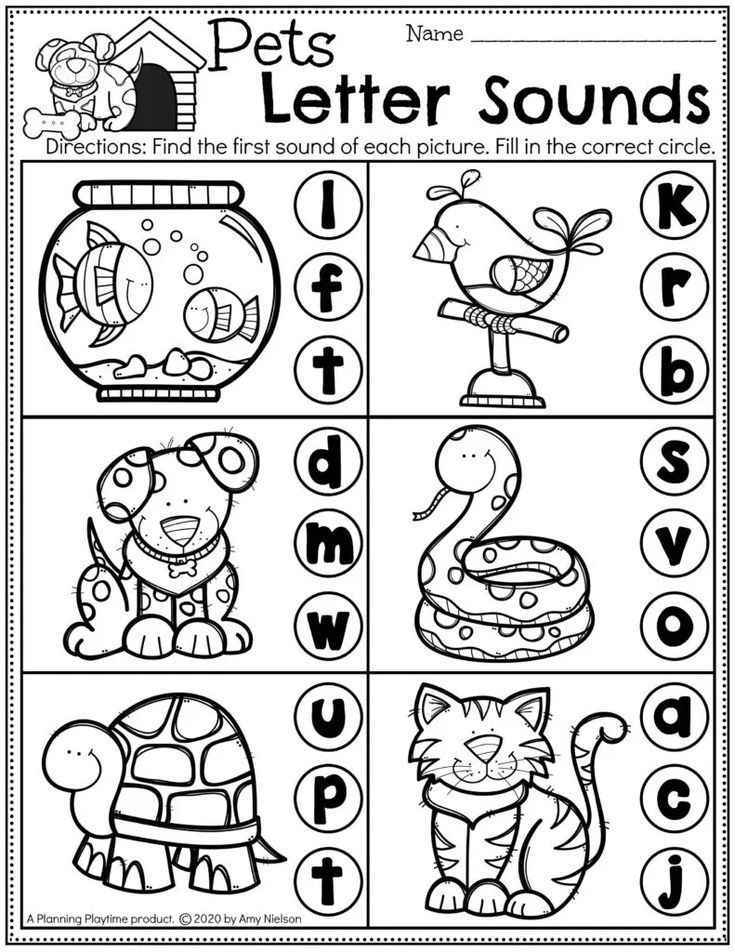 Name
Pets
Letter Sounds
Directions: Find the first sound of each picture. Fill in the correct circle.
l
f
t
k
r
b
d
m
w
s
v
o
u
p
t
a
c
j
A Planning Playtime product. © 2020 by Amy Nielson